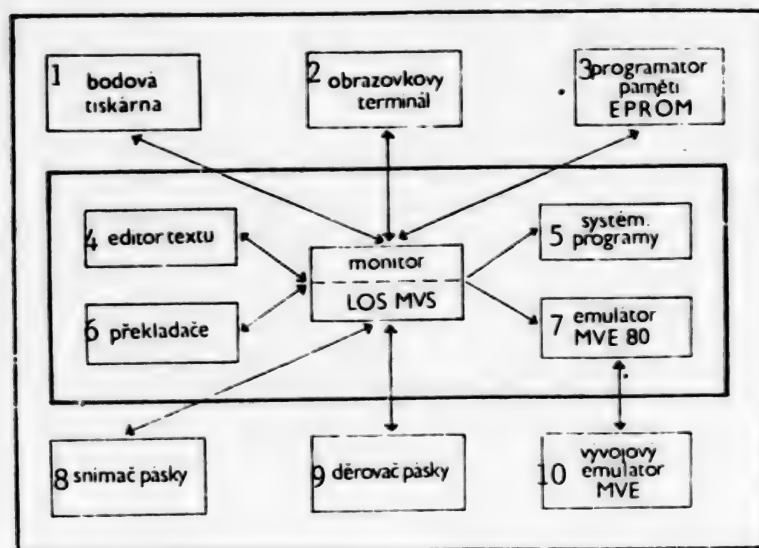 1 bodová
tiskárna
2 obrazovkovy
terminál
3 programátor
paměti
EPROM
4 editor textu
monitor
LOS MVS
5 systém.
programy
6 překladače
7 emulátor
MVE 80
8 snímač pásky
9 děrovač pásky
10 vývojový
emulátor
MVE